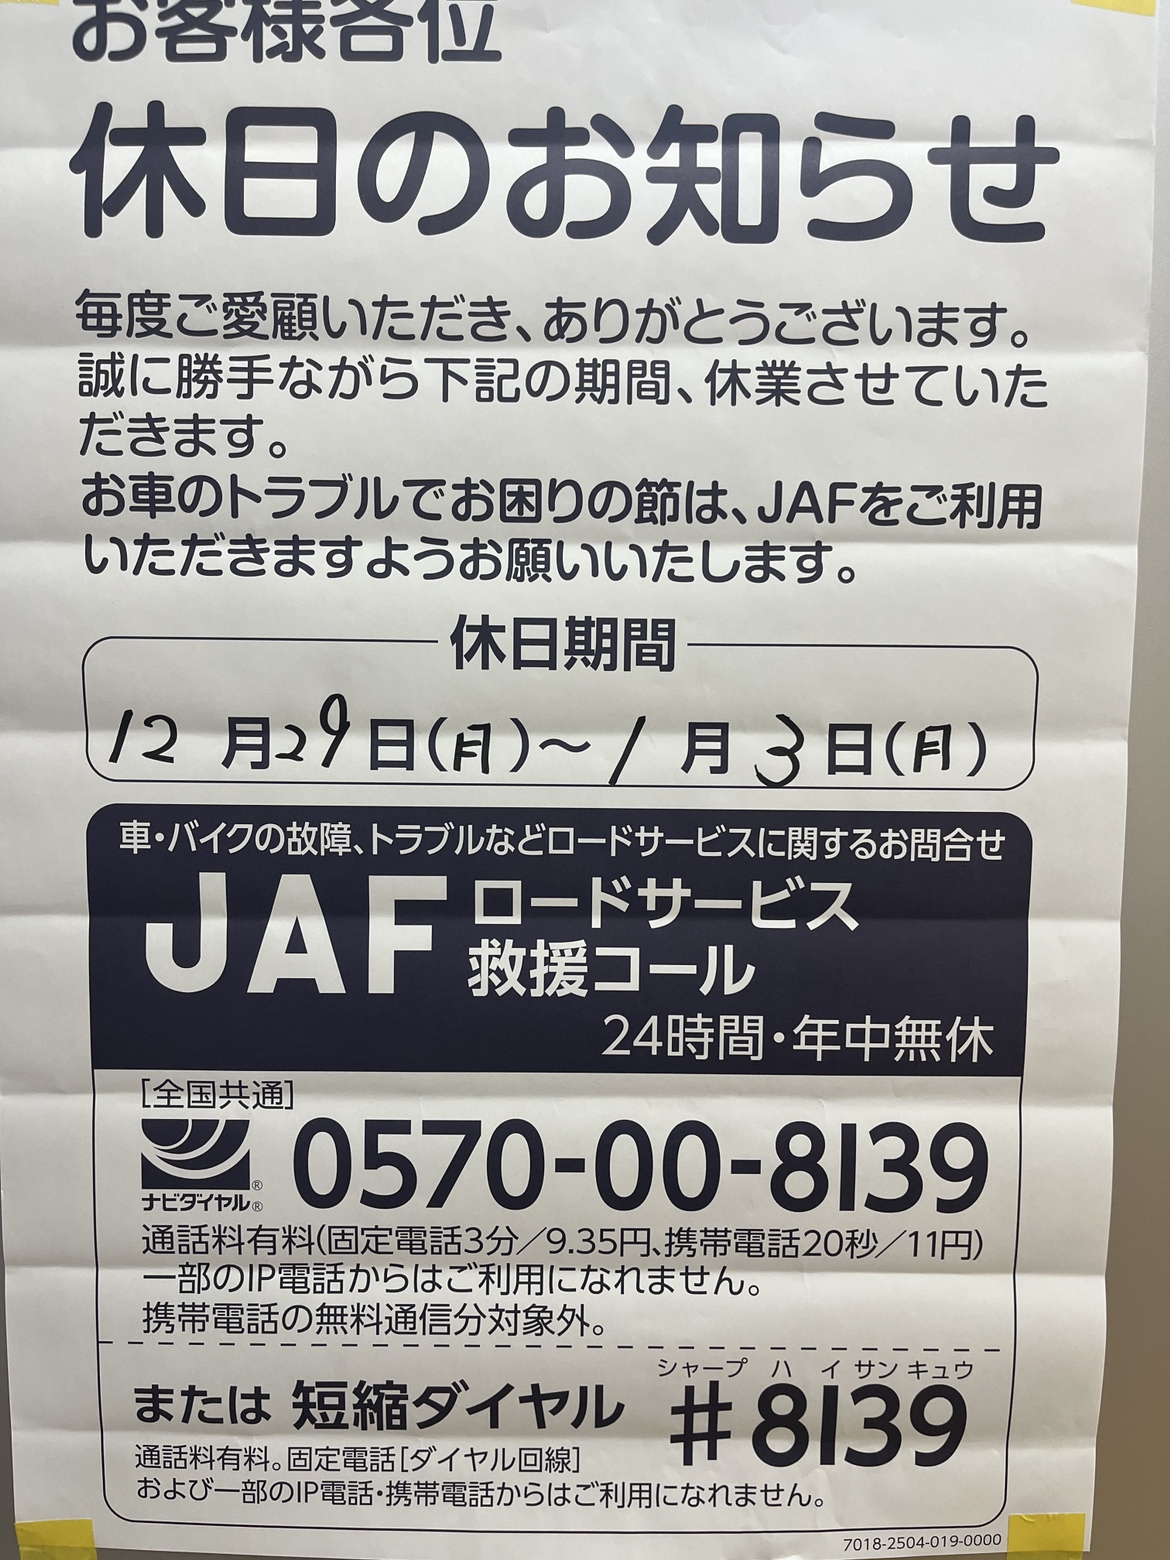 お客様各位
休日のお知らせ
毎度ご愛顧いただき、ありがとうございます。
誠に勝手ながら下記の期間、休業させていた
だきます。
お車のトラブルでお困りの節は、JAFをご利用
いただきますようお願いいたします。
休日期間
12月29日(月)～1月3日(月)
車・バイクの故障、トラブルなどロードサービスに関するお問合せ
JAF ロードサービス
救援コール
24時間・年中無休
[全国共通]
ナビダイヤル® ® 0570-00-8139
通話料有料(固定電話3分／9.35円、携帯電話20秒／11円)
一部のIP電話からはご利用になれません。
携帯電話の無料通信分対象外。
シャープ ハ イ サン キュウ
または 短縮ダイヤル #8139
通話料有料。固定電話[ダイヤル回線]
および一部のIP電話・携帯電話からはご利用になれません。
7018-2504-019-0000